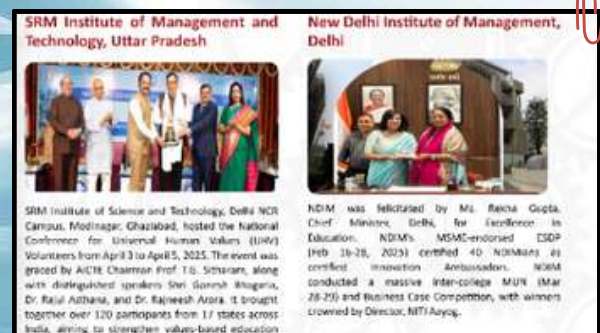 SRM Institute of Management and
Technology, Uttar Pradesh
SRM Institute of Science and Technology, Delhi NCR
Campus, Modinagar, Ghaziabad, hosted the National
Conference for Universal Human Values (UHV)
Volunteers from April 3 to April 5, 2025. The event was
graced by AICTE Chairman Prof. T.G. Sitharam, along
with distinguished speakers Shri Ganesh Bhagaria,
Dr. Rajul Asthana, and Dr. Rajneesh Arora. It brought
together over 120 participants from 17 states across
India, aiming to strengthen values-based education
New Delhi Institute of Management,
Delhi
NDIM was felicitated by Ms. Rekha Gupta,
Chief Minister, Delhi, for Excellence in
Education. NDIM's MSME-endorsed ESDP
(Feb 16-28, 2025) certified 40 NDIMians as
certified Innovation Ambassadors. NDIM
conducted a massive inter-college MUN (Mar
28-29) and Business Case Competition, with winners
crowned by Director, NITI Aayog.